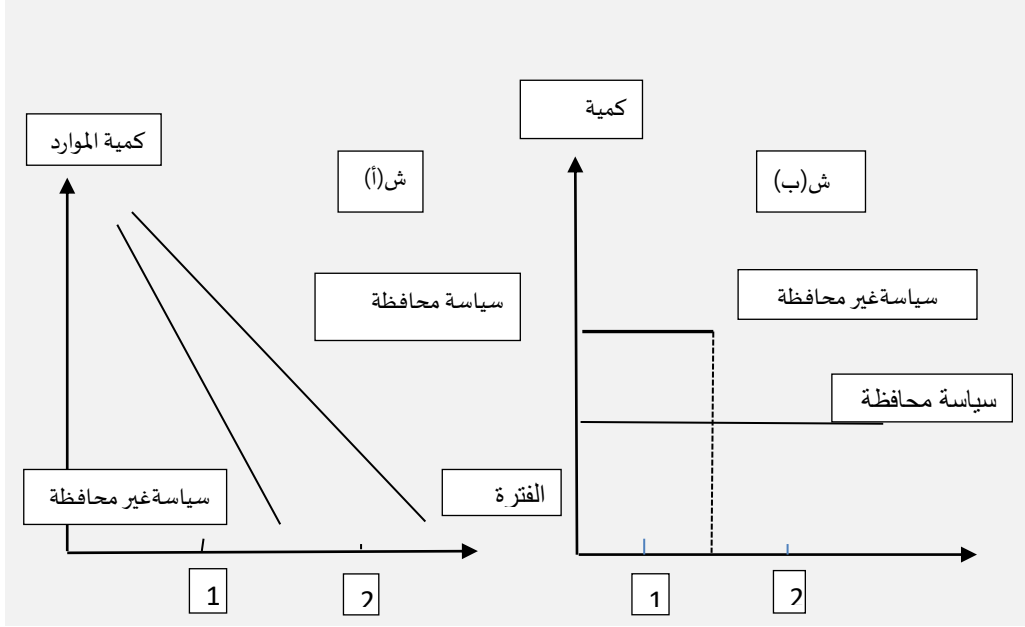 كمية
كمية الموارد
ش(أ)
ش(ب)
سياسة محافظة
سياسةغير محافظة
سياسة محافظة
سياسةغير محافظة
الفترة
1
2
1
2